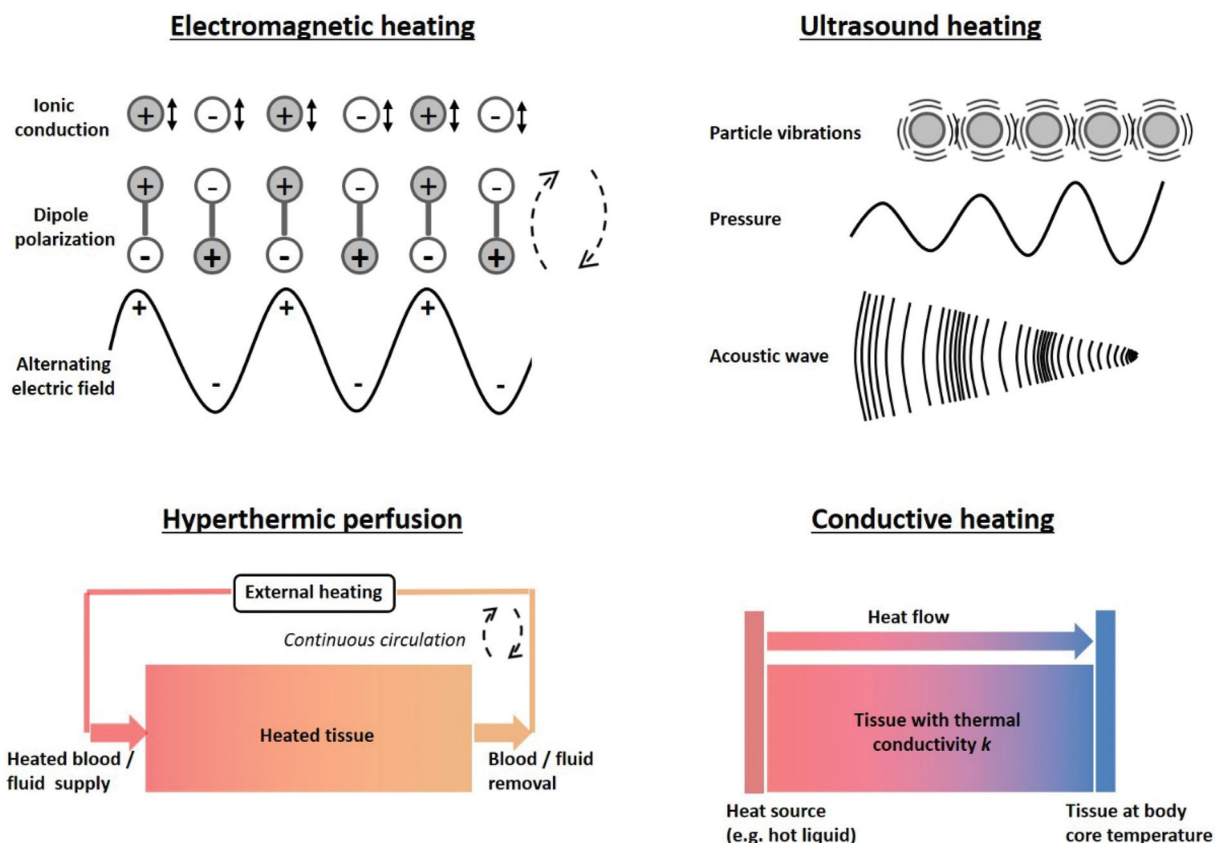 Electromagnetic heating
Ionic
conduction
+ - + - + -
Dipole
polarization
+ - + - + -
- + - + - +
Alternating
electric field
+ + +
- - -
Ultrasound heating
Particle vibrations
Pressure
Acoustic wave
Hyperthermic perfusion
External heating
Continuous circulation
Heated tissue
Heated blood /
fluid supply
Blood / fluid
removal
Conductive heating
Heat flow
Tissue with thermal
conductivity k
Heat source
(e.g. hot liquid)
Tissue at body
core temperature